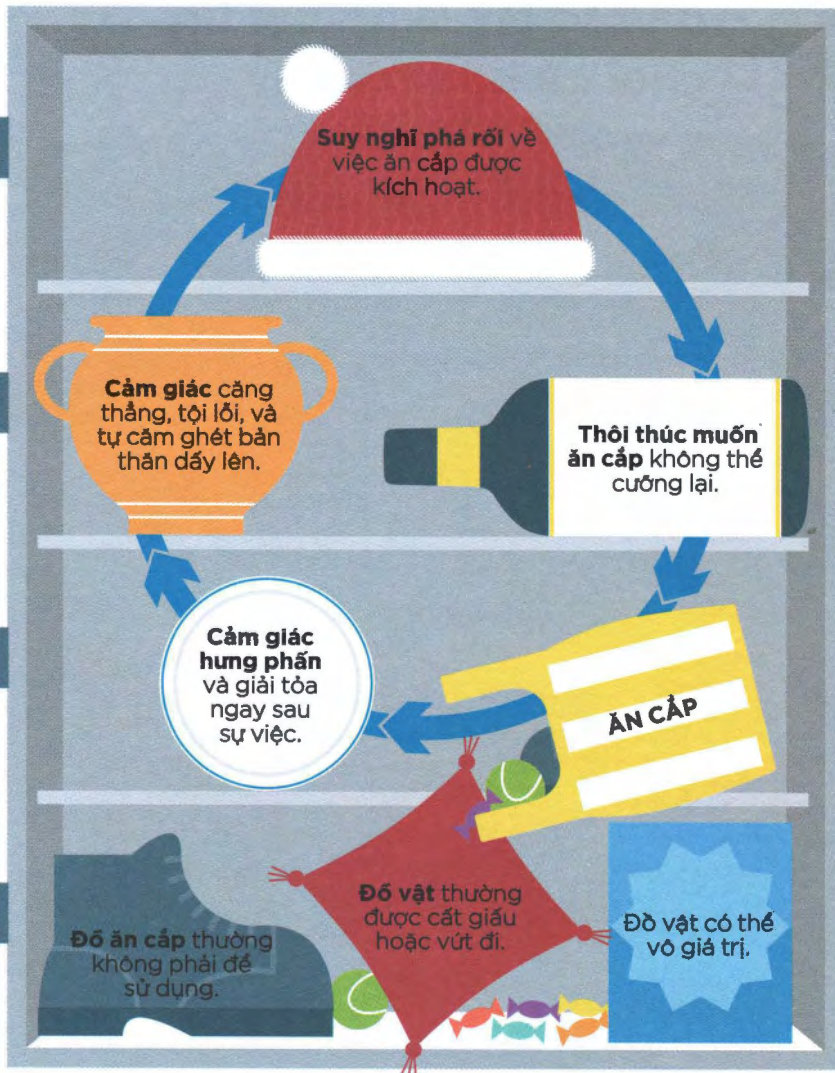 Suy nghĩ phá rối về
việc ăn cắp được
kích hoạt.
Thôi thúc muốn
ăn cắp không thể
cưỡng lại.
ĂN CẮP
Cảm giác
hưng phấn
và giải tỏa
ngay sau
sự việc.
Cảm giác căng
thẳng, tội lỗi, và
tự căm ghét bản
thân dấy lên.
Đồ ăn cắp thường
không phải để
sử dụng.
Đồ vật thường
được cất giấu
hoặc vứt đi.
Đồ vật có thể
vô giá trị.